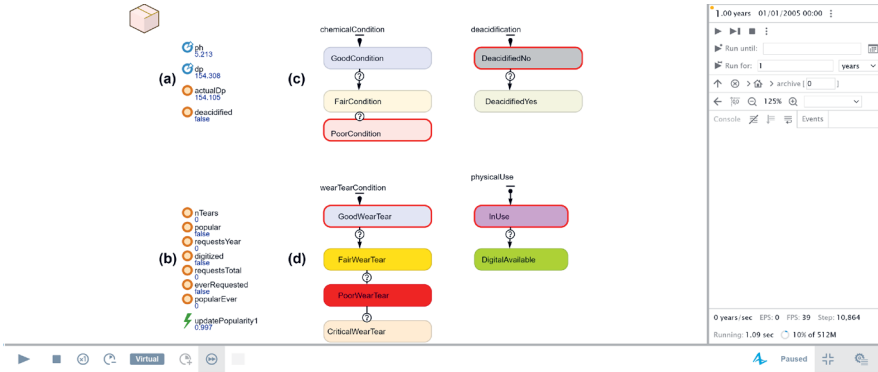 (a)
ph
5.213
dp
154.308
actualDp
154.105
deacidified
false
(c)
chemicalCondition
GoodCondition
?
FairCondition
?
PoorCondition
deacidification
DeacidifiedNo
?
DeacidifiedYes
(b)
nTears
0
popular
false
requestsYear
0
digitized
false
requestsTotal
0
everRequested
false
popularEver
0
updatePopularity1
0.997
(d)
wearTearCondition
GoodWearTear
?
FairWearTear
?
PoorWearTear
?
CriticalWearTear
physicalUse
InUse
?
DigitalAvailable
1.00 years 01/01/2005 00:00
Run until:
Run for: 1 years
> > archive [ 0 ]
125%
Console Events
0 years/sec EPS: 0 FPS: 39 Step: 10,864
Running: 1.09 sec 10% of 512M
x1 Virtual Paused